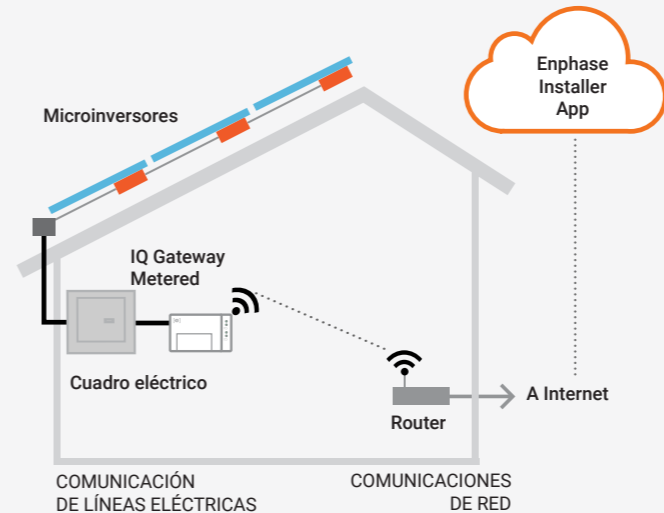 Enphase
Installer
App
Microinversores
IQ Gateway
Metered
Cuadro eléctrico
A Internet
Router
COMUNICACIÓN
DE LÍNEAS ELÉCTRICAS
COMUNICACIONES
DE RED